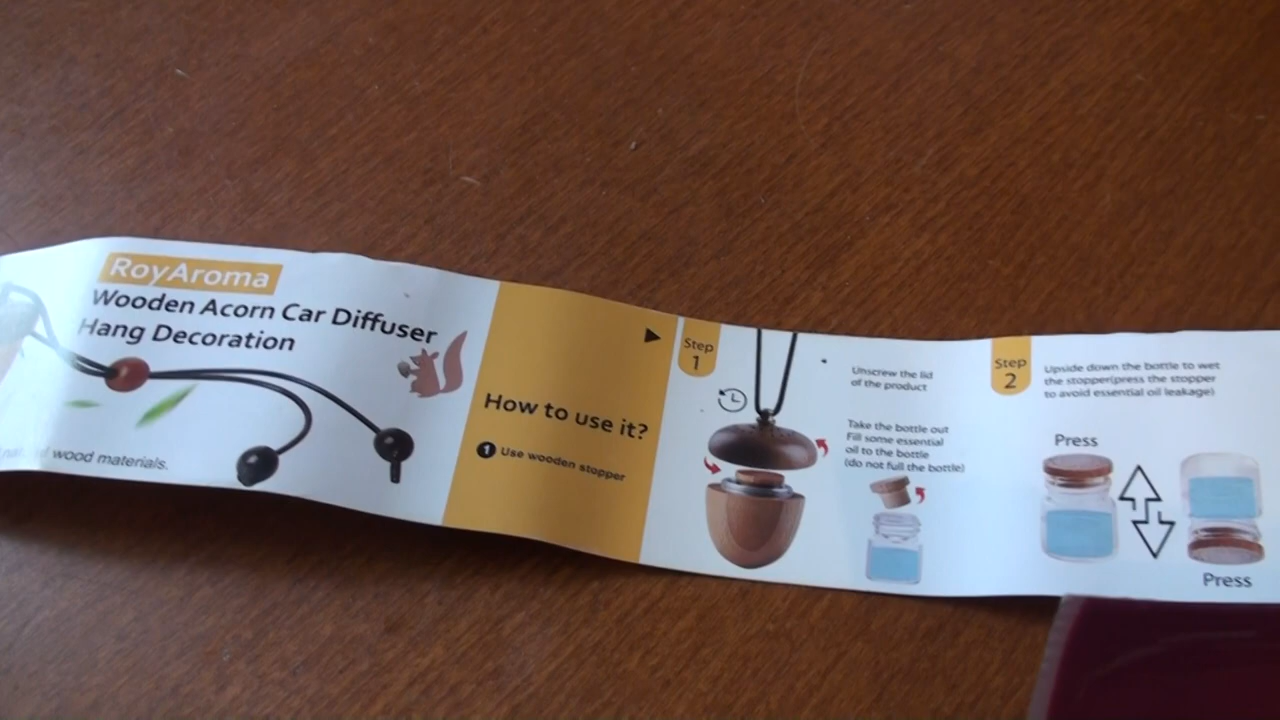 RoyAroma
Wooden Acorn Car Diffuser
Hang Decoration
wood materials.
How to use it?
1 Use wooden stopper
Step
1
Unscrew the lid
of the product
Take the bottle out
Fill some essential
oil to the bottle
(do not full the bottle)
Step
2
Upside down the bottle to wet
the stopper(press the stopper
to avoid essential oil leakage)
Press
Press